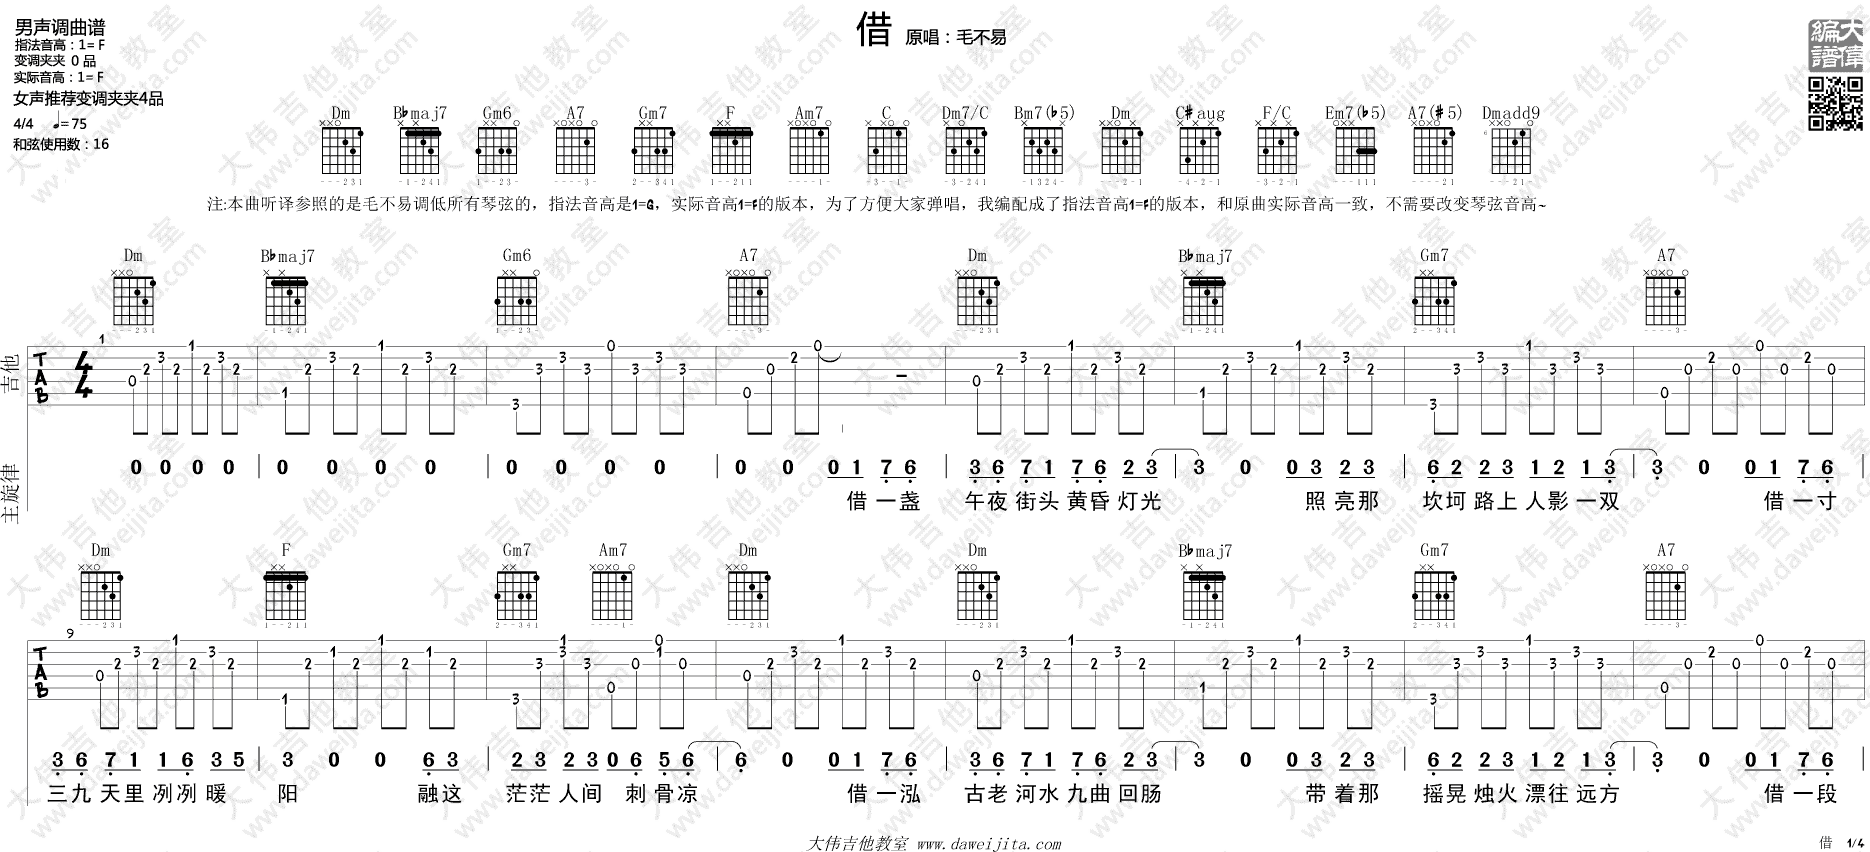 男声调曲谱
指法音高：1= F
变调夹夹 0 品
实际音高：1= F
女声推荐变调夹夹4品
4/4 ♩= 75
和弦使用数：16
借 原唱：毛不易
大偉編譜
Dm B♭maj7 Gm6 A7 Gm7 F Am7 C Dm7/C Bm7(♭5) Dm C♯aug F/C Em7(♭5) A7(♯5) Dmadd9
注:本曲听译参照的是毛不易调低所有琴弦的，指法音高是1=G，实际音高1=F的版本，为了方便大家弹唱，我编配成了指法音高1=F的版本，和原曲实际音高一致，不需要改变琴弦音高~
Dm B♭maj7 Gm6 A7 Dm B♭maj7 Gm7 A7
吉他
1
T A B 4/4
主旋律
0 0 0 0 | 0 0 0 0 | 0 0 0 0 | 0 0 01 76 | 36 71 76 23 | 3 0 03 23 | 62 23 12 13 | 3 0 01 76
借 一 盏 午夜 街头 黄昏 灯光 照 亮那 坎坷 路上 人影 一双 借 一 寸
Dm F Gm7 Am7 Dm Dm B♭maj7 Gm7 A7
9
T A B
36 71 16 35 | 3 0 0 63 | 23 23 06 56 | 6 0 01 76 | 36 71 76 23 | 3 0 03 23 | 62 23 12 13 | 3 0 01 76
三九 天里 冽冽 暖 阳 融这 茫茫 人间 刺 骨凉 借 一泓 古老 河水 九曲 回肠 带 着那 摇晃 烛火 漂往 远方 借 一段
大伟吉他教室 www.daweijita.com
借 1/4